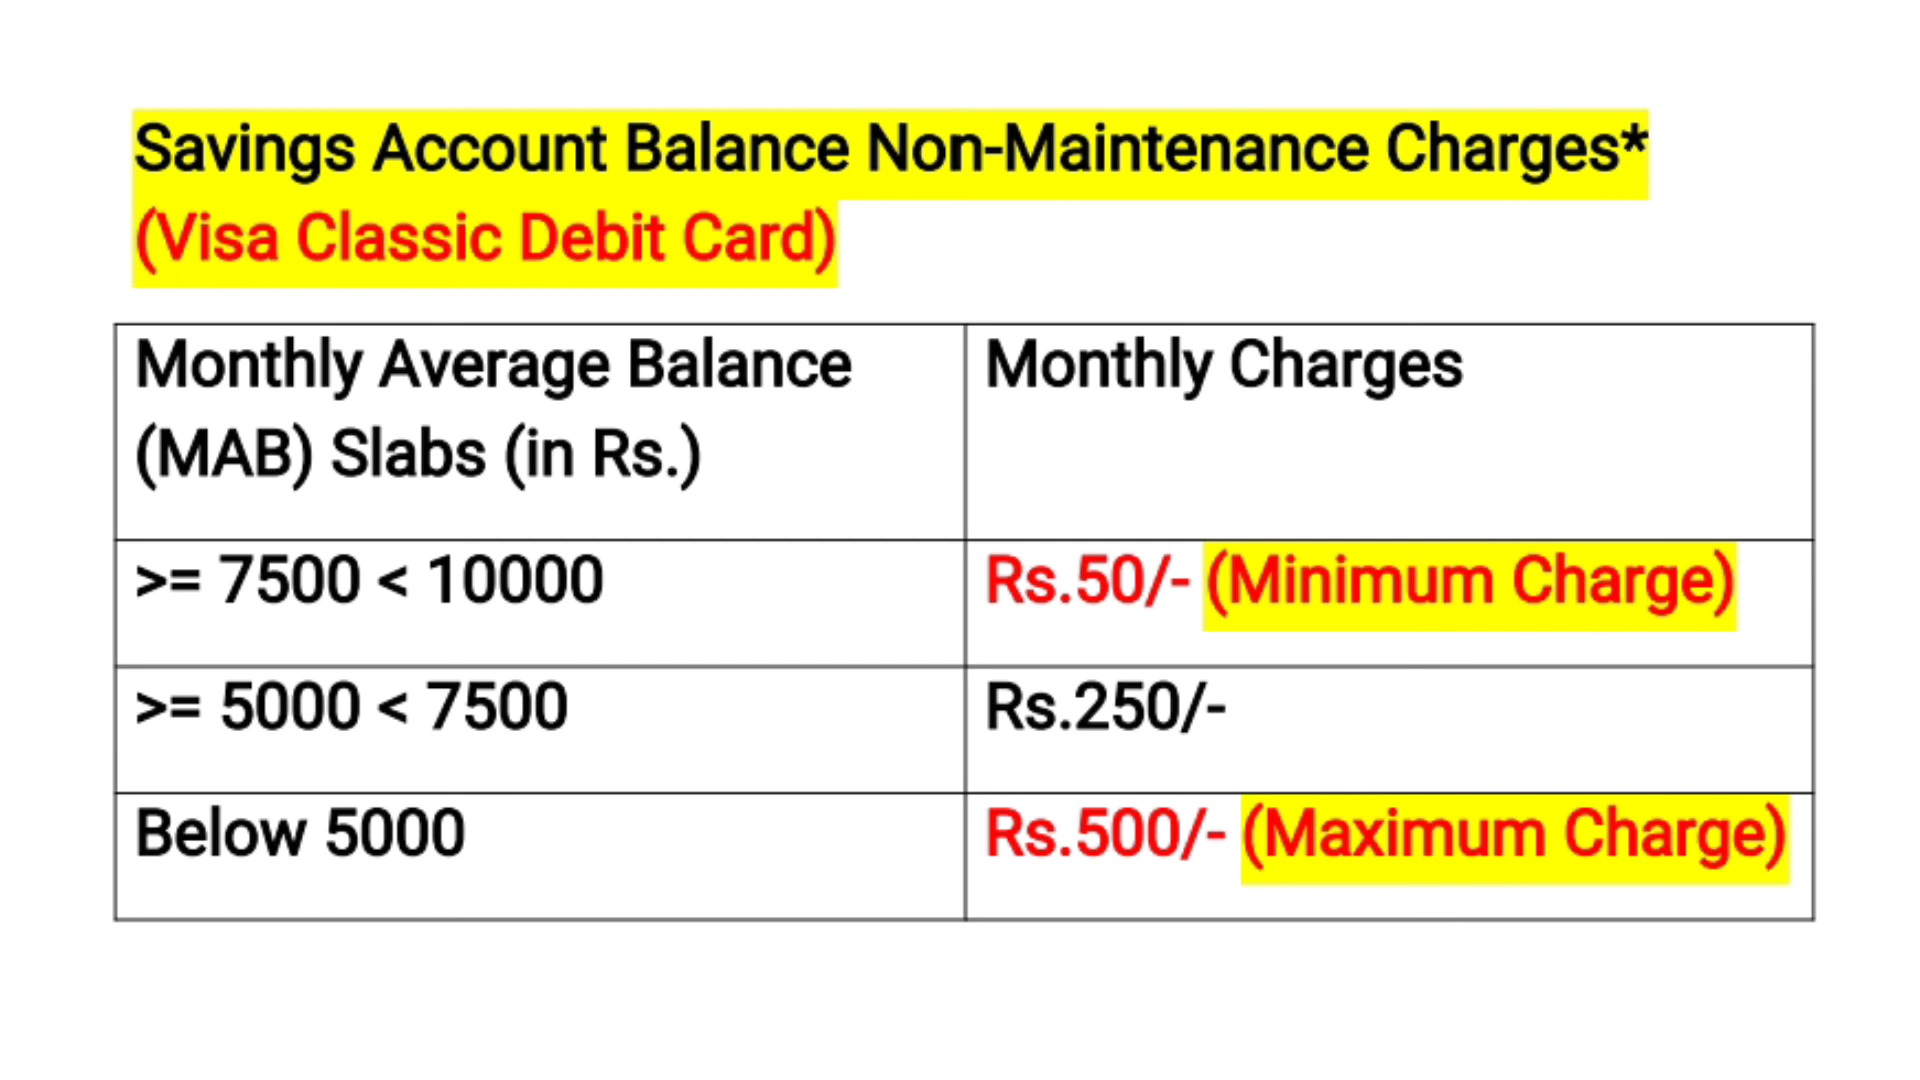 Savings Account Balance Non-Maintenance Charges*
(Visa Classic Debit Card)
Monthly Average Balance
(MAB) Slabs (in Rs.)
Monthly Charges
>= 7500 < 10000
Rs.50/- (Minimum Charge)
>= 5000 < 7500
Rs.250/-
Below 5000
Rs.500/- (Maximum Charge)